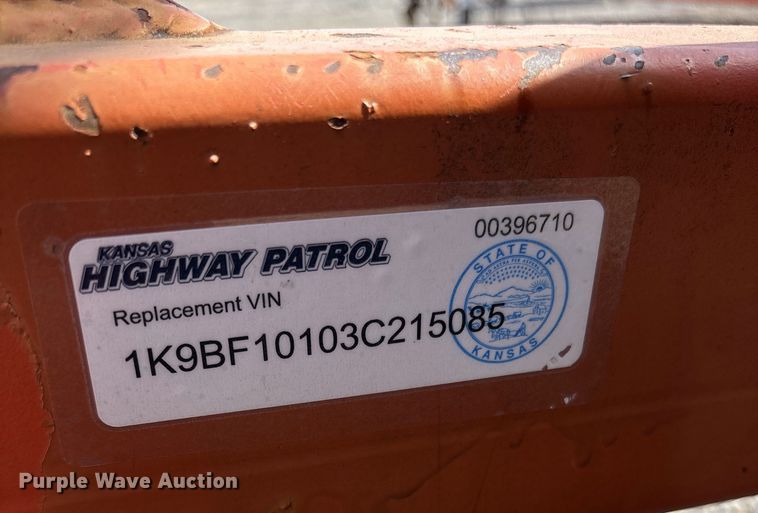 00396710
KANSAS
HIGHWAY PATROL
Replacement VIN
1K9BF10103C215085
STATE OF
KANSAS
Purple Wave Auction®